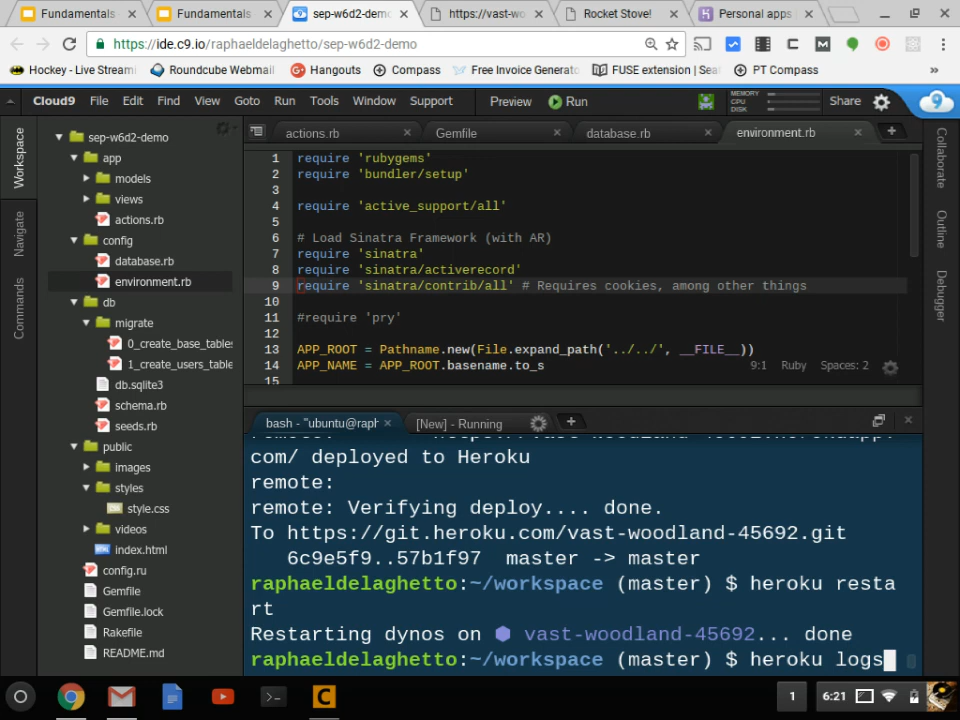 Fundamentals
Fundamentals
sep-w6d2-demo
https://vast-wo
Rocket Stove!
Personal apps
https://ide.c9.io/raphaeldelaghetto/sep-w6d2-demo
Hockey - Live Streami
Roundcube Webmail
Hangouts
Compass
Free Invoice Generato
FUSE extension | Sea
PT Compass
»
Cloud9 File Edit Find View Goto Run Tools Window Support Preview Run MEMORY CPU DISK Share
Workspace
Navigate
Commands
sep-w6d2-demo
app
models
views
actions.rb
config
database.rb
environment.rb
db
migrate
0_create_base_tables
1_create_users_table
db.sqlite3
schema.rb
seeds.rb
public
images
styles
style.css
videos
index.html
config.ru
Gemfile
Gemfile.lock
Rakefile
README.md
actions.rb
Gemfile
database.rb
environment.rb
1 require 'rubygems'
2 require 'bundler/setup'
3
4 require 'active_support/all'
5
6 # Load Sinatra Framework (with AR)
7 require 'sinatra'
8 require 'sinatra/activerecord'
9 require 'sinatra/contrib/all' # Requires cookies, among other things
10
11 #require 'pry'
12
13 APP_ROOT = Pathname.new(File.expand_path('../../', __FILE__))
14 APP_NAME = APP_ROOT.basename.to_s
15
9:1 Ruby Spaces: 2
Collaborate
Outline
Debugger
bash - "ubuntu@raph
[New] - Running
com/ deployed to Heroku
remote:
remote: Verifying deploy.... done.
To https://git.heroku.com/vast-woodland-45692.git
6c9e5f9..57b1f97 master -> master
raphaeldelaghetto:~/workspace (master) $ heroku resta
rt
Restarting dynos on vast-woodland-45692... done
raphaeldelaghetto:~/workspace (master) $ heroku logs
1
6:21